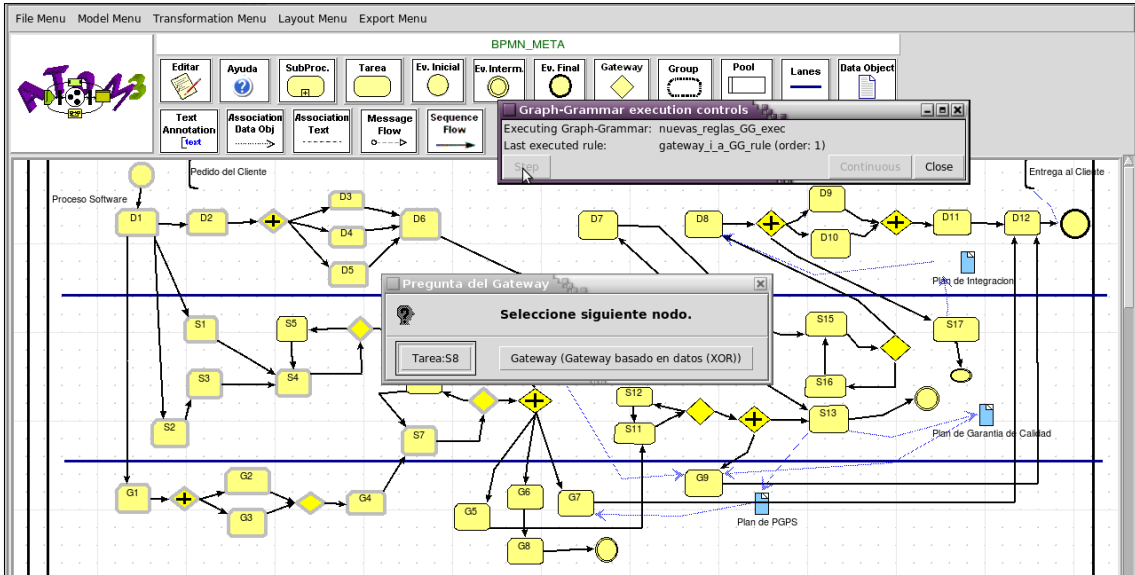 File Menu Model Menu Transformation Menu Layout Menu Export Menu
BPMN_META
ATOM3
Editar Ayuda SubProc. Tarea Ev. Inicial Ev. Interm. Ev. Final Gateway Group Pool Lanes Data Object
Text Annotation Association Data Obj Association Text Message Flow Sequence Flow
text
Graph-Grammar execution controls
Executing Graph-Grammar: nuevas_reglas_GG_exec
Last executed rule: gateway_i_a_GG_rule (order: 1)
Step Continuous Close
Pedido del Cliente
Entrega al Cliente
Proceso Software
D1 D2 D3 D4 D5 D6 D7 D8 D9 D10 D11 D12
Plan de Integracion
Pregunta del Gateway
Seleccione siguiente nodo.
Tarea:S8 Gateway (Gateway basado en datos (XOR))
S1 S5 S15 S17
S3 S4 S16
S12 S13
S2 S7 S11
Plan de Garantia de Calidad
G1 G2 G3 G4 G5 G6 G7 G8 G9
Plan de PGPS